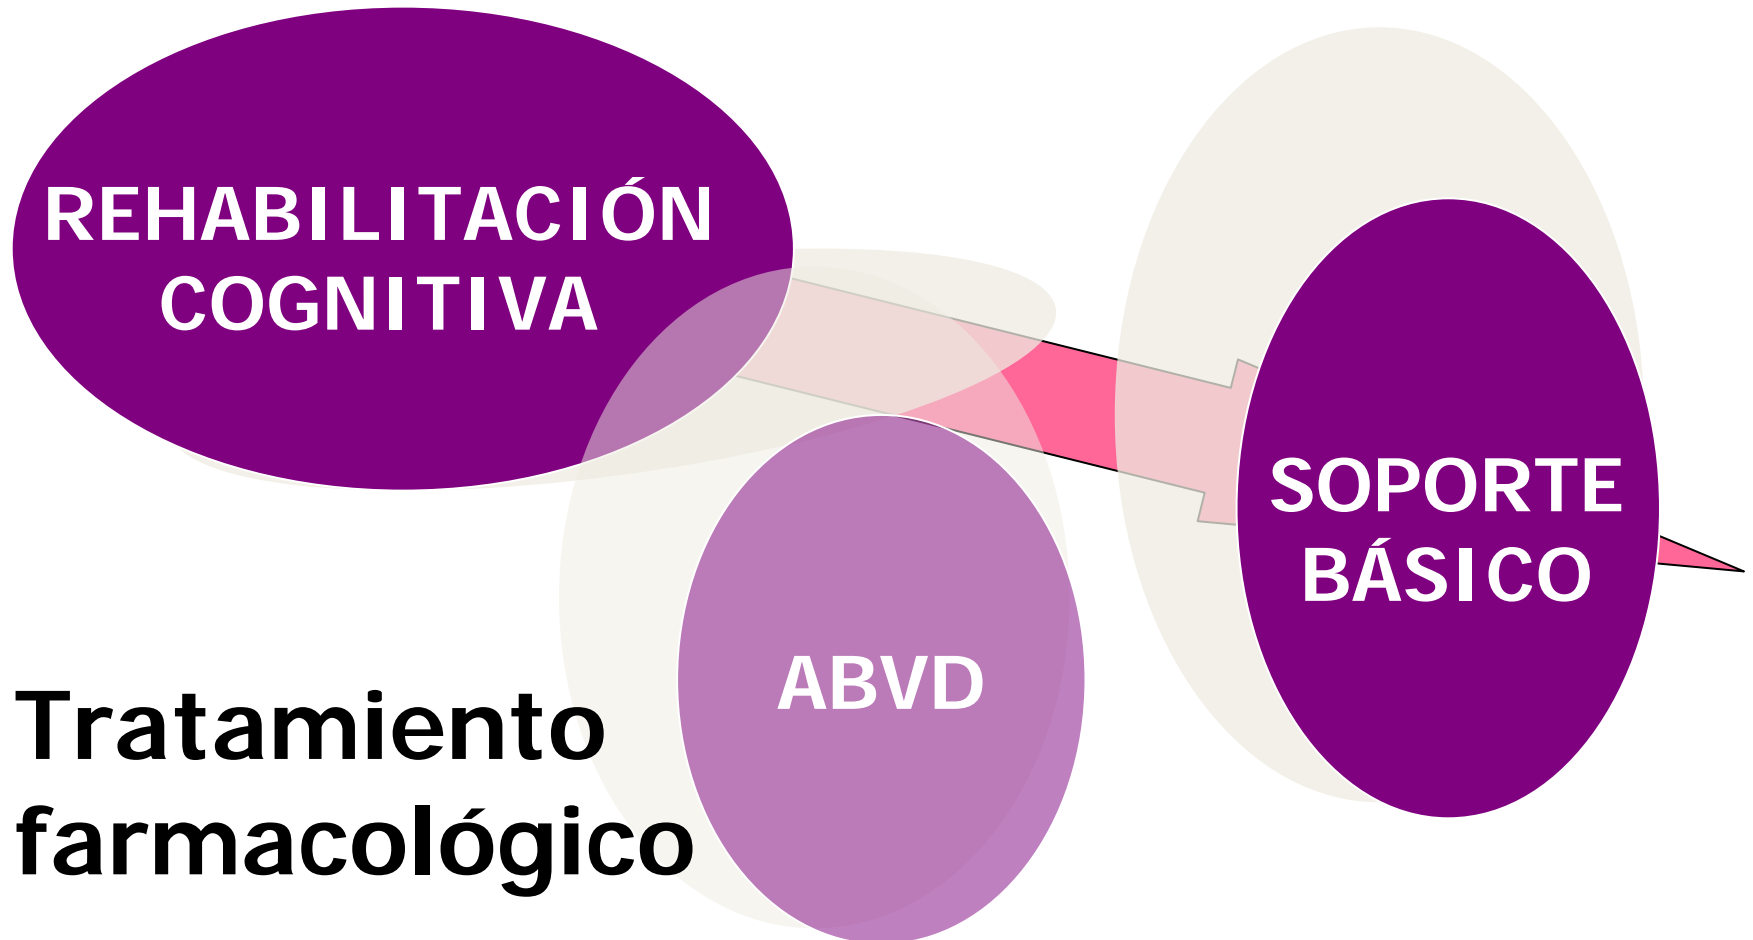 REHABILITACIÓN
COGNITIVA
SOPORTE
BÁSICO
ABVD
Tratamiento
farmacológico